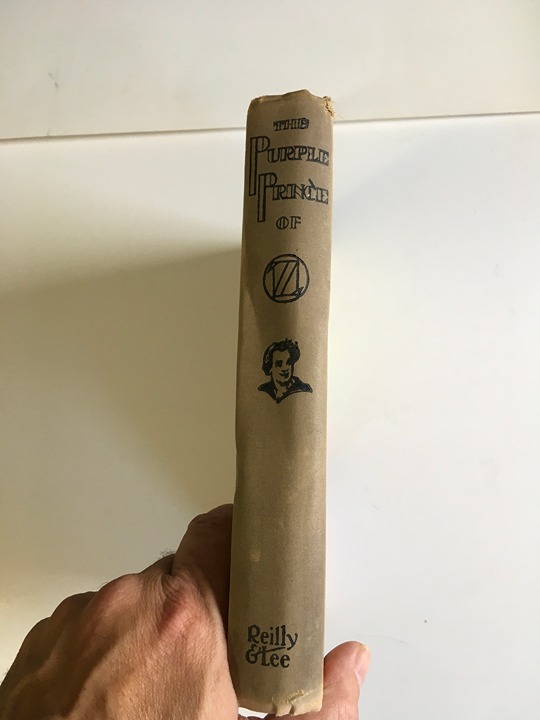 THE
PURPLE
PRINCE
OF
OZ
Reilly
& Lee